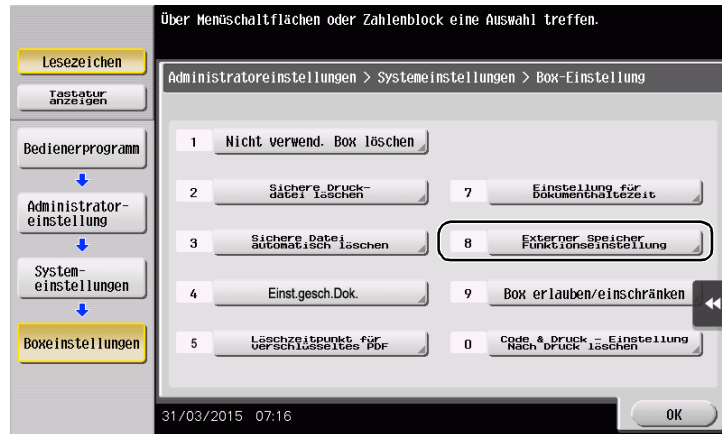 Über Menüschaltflächen oder Zahlenblock eine Auswahl treffen.
Lesezeichen
Tastatur
anzeigen
Bedienerprogramm
Administrator-
einstellung
System-
einstellungen
Boxeinstellungen
Administratoreinstellungen > Systemeinstellungen > Box-Einstellung
1 Nicht verwend. Box löschen
2 Sichere Druck-
datei löschen
3 Sichere Datei
automatisch löschen
4 Einst.gesch.Dok.
5 Löschzeitpunkt für
verschlüsseltes PDF
7 Einstellung für
Dokumenthaltezeit
8 Externer Speicher
Funktionseinstellung
9 Box erlauben/einschränken
0 Code & Druck - Einstellung
Nach Druck löschen
31/03/2015 07:16
OK